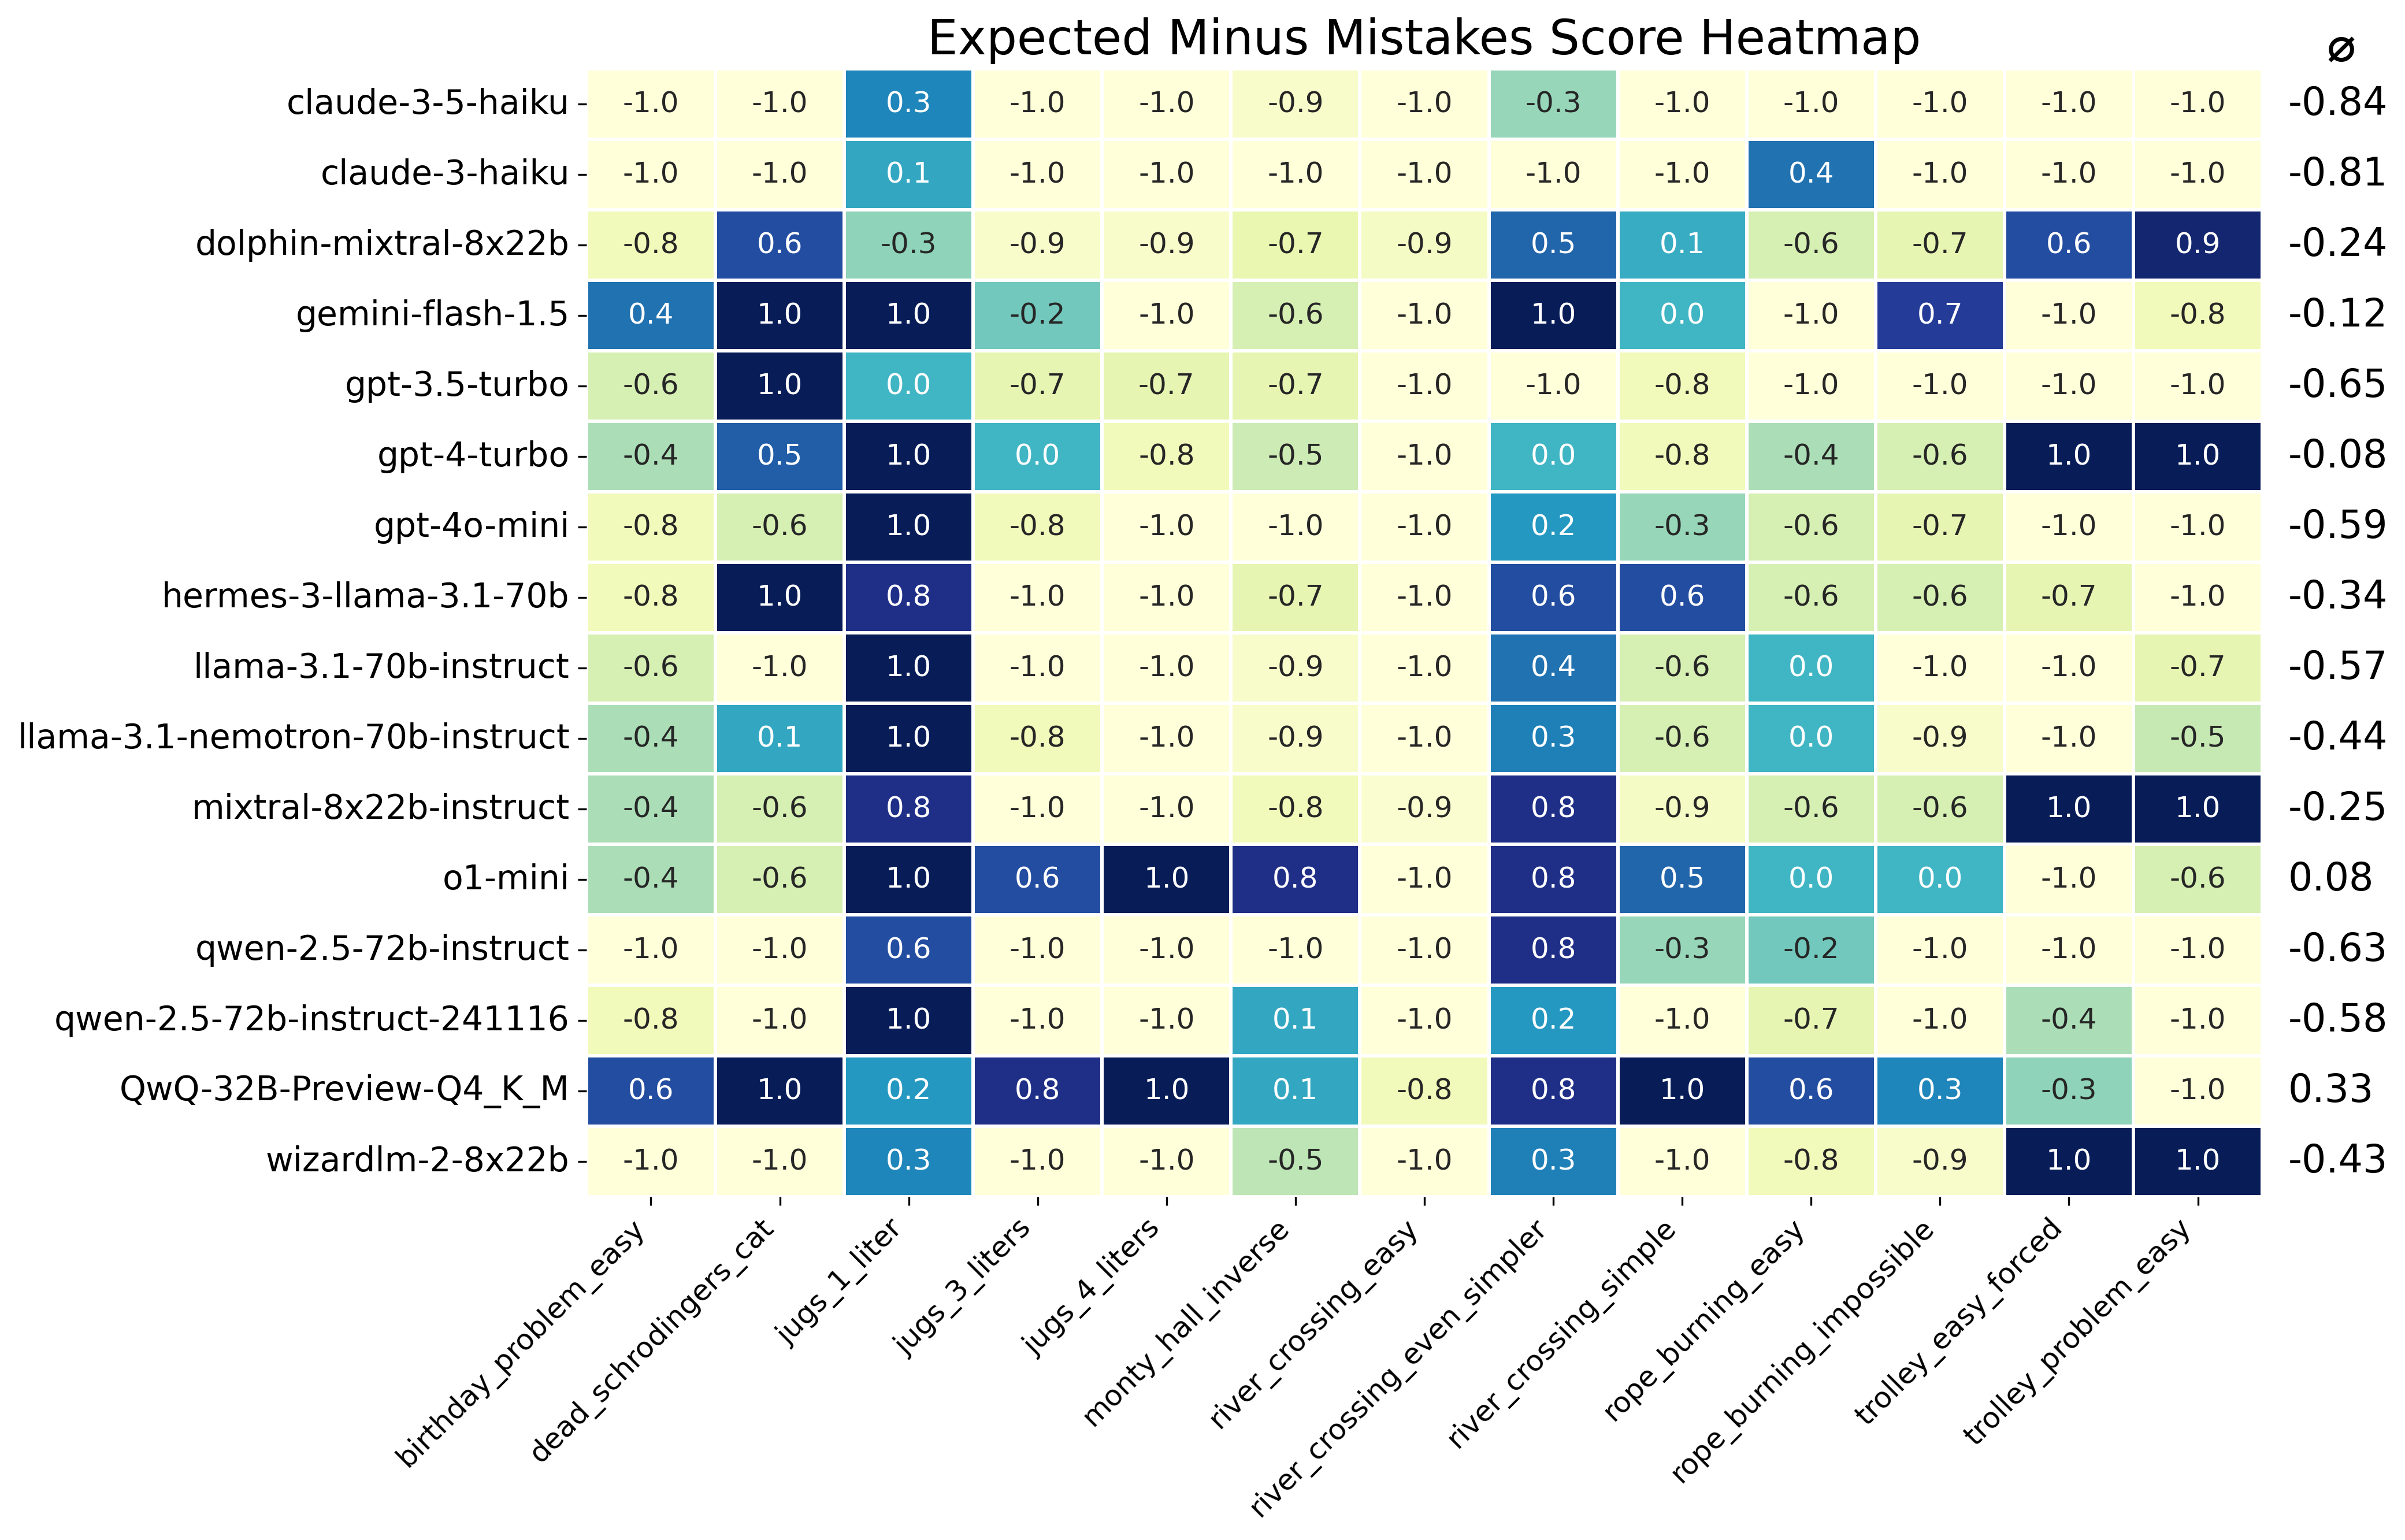 Expected Minus Mistakes Score Heatmap ⌀
claude-3-5-haiku -1.0 -1.0 0.3 -1.0 -1.0 -0.9 -1.0 -0.3 -1.0 -1.0 -1.0 -1.0 -1.0 -0.84
claude-3-haiku -1.0 -1.0 0.1 -1.0 -1.0 -1.0 -1.0 -1.0 -1.0 0.4 -1.0 -1.0 -1.0 -0.81
dolphin-mixtral-8x22b -0.8 0.6 -0.3 -0.9 -0.9 -0.7 -0.9 0.5 0.1 -0.6 -0.7 0.6 0.9 -0.24
gemini-flash-1.5 0.4 1.0 1.0 -0.2 -1.0 -0.6 -1.0 1.0 0.0 -1.0 0.7 -1.0 -0.8 -0.12
gpt-3.5-turbo -0.6 1.0 0.0 -0.7 -0.7 -0.7 -1.0 -1.0 -0.8 -1.0 -1.0 -1.0 -1.0 -0.65
gpt-4-turbo -0.4 0.5 1.0 0.0 -0.8 -0.5 -1.0 0.0 -0.8 -0.4 -0.6 1.0 1.0 -0.08
gpt-4o-mini -0.8 -0.6 1.0 -0.8 -1.0 -1.0 -1.0 0.2 -0.3 -0.6 -0.7 -1.0 -1.0 -0.59
hermes-3-llama-3.1-70b -0.8 1.0 0.8 -1.0 -1.0 -0.7 -1.0 0.6 0.6 -0.6 -0.6 -0.7 -1.0 -0.34
llama-3.1-70b-instruct -0.6 -1.0 1.0 -1.0 -1.0 -0.9 -1.0 0.4 -0.6 0.0 -1.0 -1.0 -0.7 -0.57
llama-3.1-nemotron-70b-instruct -0.4 0.1 1.0 -0.8 -1.0 -0.9 -1.0 0.3 -0.6 0.0 -0.9 -1.0 -0.5 -0.44
mixtral-8x22b-instruct -0.4 -0.6 0.8 -1.0 -1.0 -0.8 -0.9 0.8 -0.9 -0.6 -0.6 1.0 1.0 -0.25
o1-mini -0.4 -0.6 1.0 0.6 1.0 0.8 -1.0 0.8 0.5 0.0 0.0 -1.0 -0.6 0.08
qwen-2.5-72b-instruct -1.0 -1.0 0.6 -1.0 -1.0 -1.0 -1.0 0.8 -0.3 -0.2 -1.0 -1.0 -1.0 -0.63
qwen-2.5-72b-instruct-241116 -0.8 -1.0 1.0 -1.0 -1.0 0.1 -1.0 0.2 -1.0 -0.7 -1.0 -0.4 -1.0 -0.58
QwQ-32B-Preview-Q4_K_M 0.6 1.0 0.2 0.8 1.0 0.1 -0.8 0.8 1.0 0.6 0.3 -0.3 -1.0 0.33
wizardlm-2-8x22b -1.0 -1.0 0.3 -1.0 -1.0 -0.5 -1.0 0.3 -1.0 -0.8 -0.9 1.0 1.0 -0.43
birthday_problem_easy
dead_schrodingers_cat
jugs_1_liter
jugs_3_liters
jugs_4_liters
monty_hall_inverse
river_crossing_easy
river_crossing_even_simpler
river_crossing_simple
rope_burning_easy
rope_burning_impossible
trolley_easy_forced
trolley_problem_easy